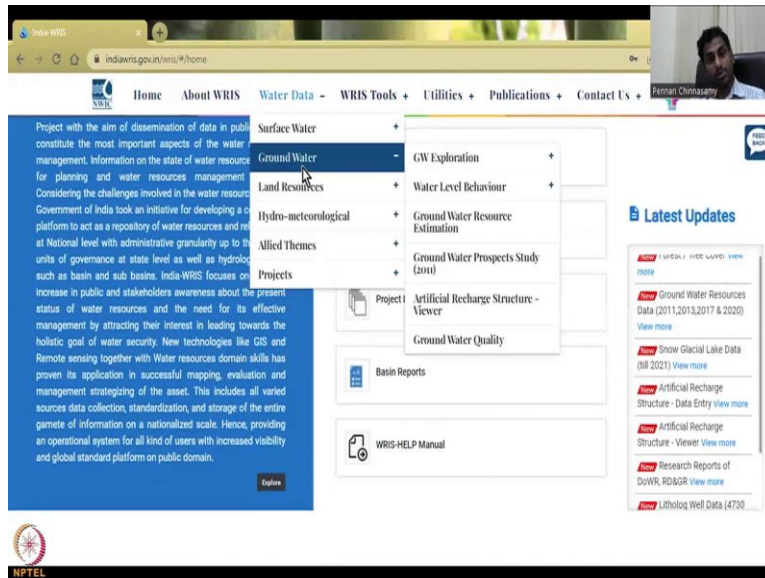 India-WRIS
indiawris.gov.in/wris/#/home
Pennan Chinnasamy
NWIC
Home About WRIS Water Data – WRIS Tools + Utilities + Publications + Contact Us +
Project with the aim of dissemination of data in publi
constitute the most important aspects of the water
management. Information on the state of water resource
for planning and water resources management
Considering the challenges involved in the water resourc
Government of India took an initiative for developing a c
platform to act as a repository of water resources and rel
at National level with administrative granularity up to th
units of governance at state level as well as hydrolog
such as basin and sub basins. India-WRIS focuses on
increase in public and stakeholders awareness about the present
status of water resources and the need for its effective
management by attracting their interest in leading towards the
holistic goal of water security. New technologies like GIS and
Remote sensing together with Water resources domain skills has
proven its application in successful mapping, evaluation and
management strategizing of the asset. This includes all varied
sources data collection, standardization, and storage of the entire
gamete of information on a nationalized scale. Hence, providing
an operational system for all kind of users with increased visibility
and global standard platform on public domain.
Explore
Surface Water +
Ground Water –
Land Resources +
Hydro-meteorological +
Allied Themes +
Projects +
GW Exploration +
Water Level Behaviour +
Ground Water Resource
Estimation
Ground Water Prospects Study
(2011)
Artificial Recharge Structure -
Viewer
Ground Water Quality
Project
Basin Reports
WRIS-HELP Manual
FEED
BACK
Latest Updates
more
New Ground Water Resources
Data (2011,2013,2017 & 2020)
View more
New Snow Glacial Lake Data
(till 2021) View more
New Artificial Recharge
Structure - Data Entry View more
New Artificial Recharge
Structure - Viewer View more
New Research Reports of
DoWR, RD&GR View more
New Litholog Well Data (4730
NPTEL